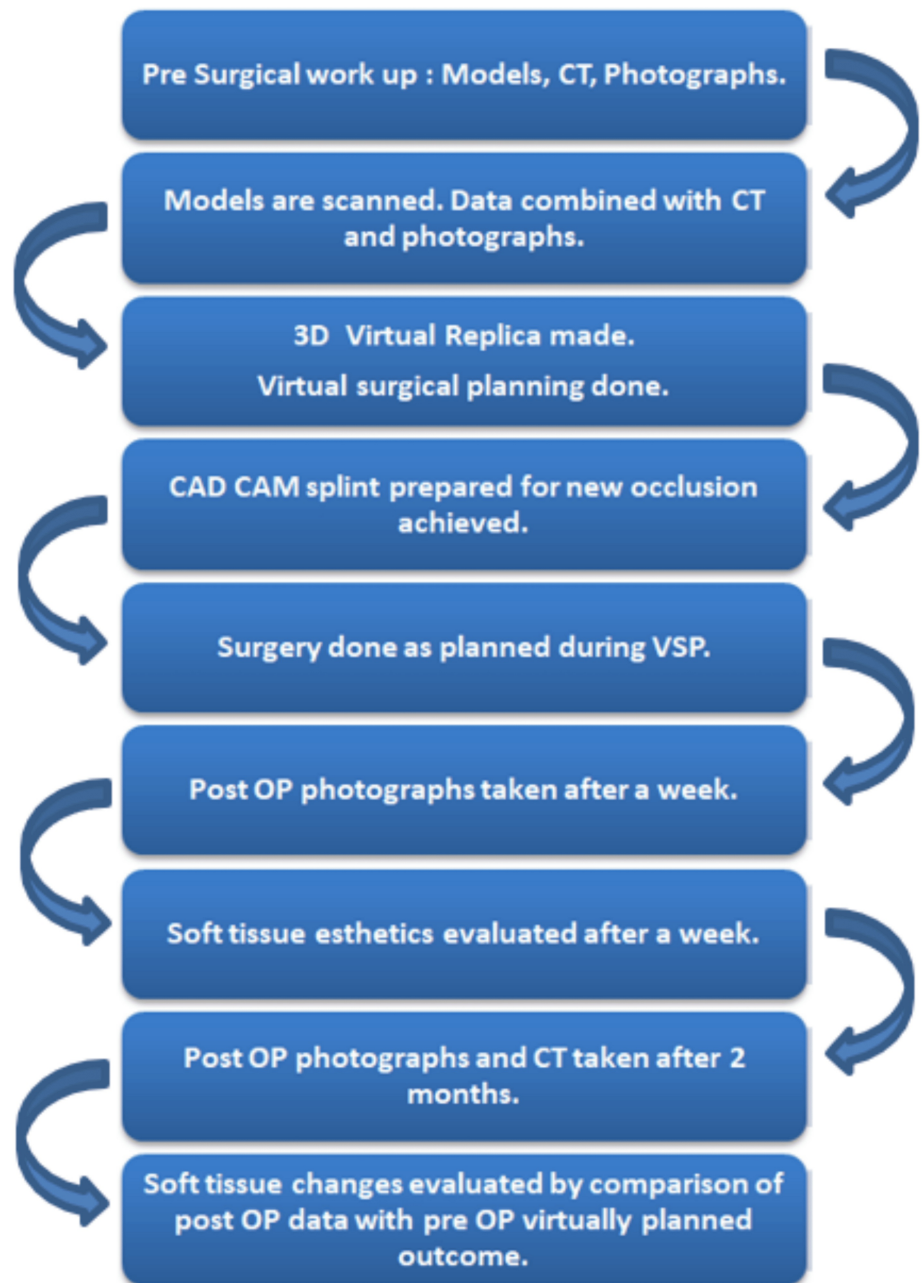 Pre Surgical work up : Models, CT, Photographs.
Models are scanned. Data combined with CT
and photographs.
3D Virtual Replica made.
Virtual surgical planning done.
CAD CAM splint prepared for new occlusion
achieved.
Surgery done as planned during VSP.
Post OP photographs taken after a week.
Soft tissue esthetics evaluated after a week.
Post OP photographs and CT taken after 2
months.
Soft tissue changes evaluated by comparison of
post OP data with pre OP virtually planned
outcome.